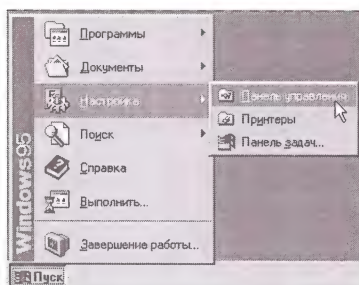 Программы
Документы
Настройка
Поиск
Справка
Выполнить...
Завершение работы...
Панель управления
Принтеры
Панель задач...
Windows95
Пуск